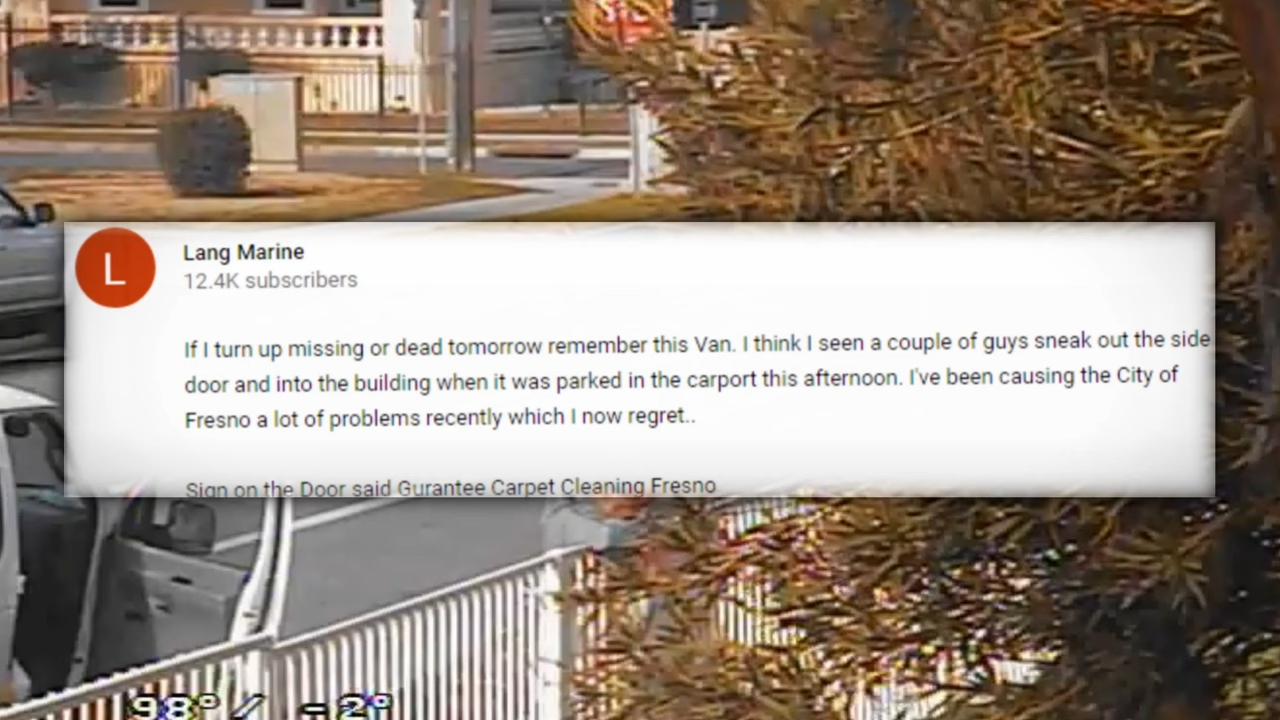 L
Lang Marine
12.4K subscribers
If I turn up missing or dead tomorrow remember this Van. I think I seen a couple of guys sneak out the side
door and into the building when it was parked in the carport this afternoon. I've been causing the City of
Fresno a lot of problems recently which I now regret..
Sign on the Door said Gurantee Carpet Cleaning Fresno
98° / -2°